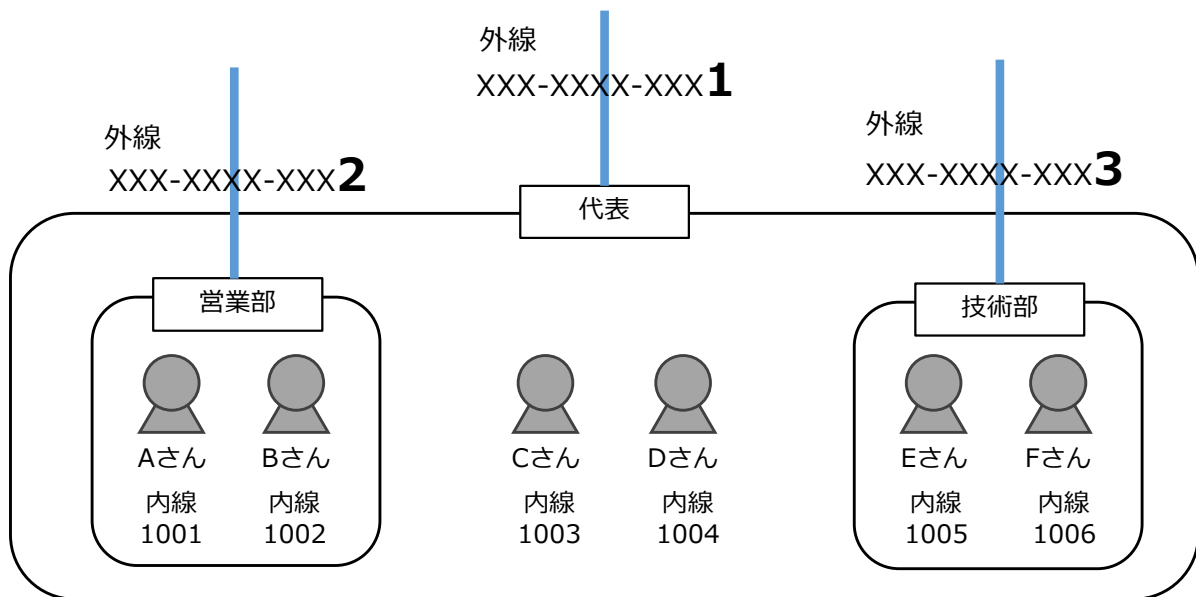 外線
XXX-XXXX-XXX1
外線
XXX-XXXX-XXX2
外線
XXX-XXXX-XXX3
代表
営業部
技術部
Aさん
Bさん
Cさん
Dさん
Eさん
Fさん
内線
1001
内線
1002
内線
1003
内線
1004
内線
1005
内線
1006